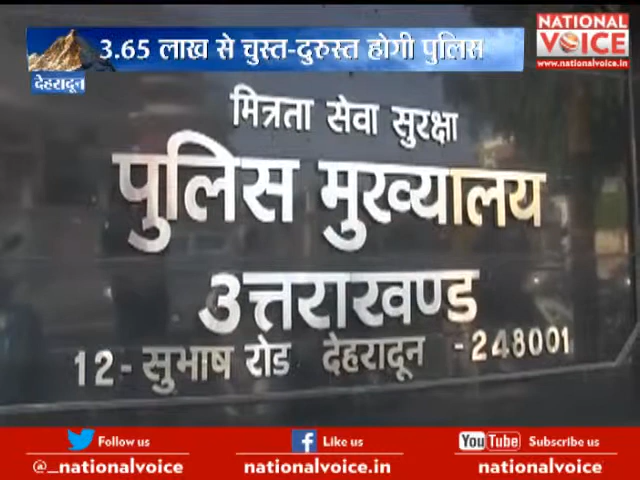 3.65 लाख से चुस्त-दुरुस्त होगी पुलिस
देहरादून
NATIONAL
VOICE
www.nationalvoice.in
मित्रता सेवा सुरक्षा
पुलिस मुख्यालय
उत्तराखण्ड
12- सुभाष रोड देहरादून -248001
Follow us
@_nationalvoice
Like us
nationalvoice.in
YouTube Subscribe us
nationalvoice